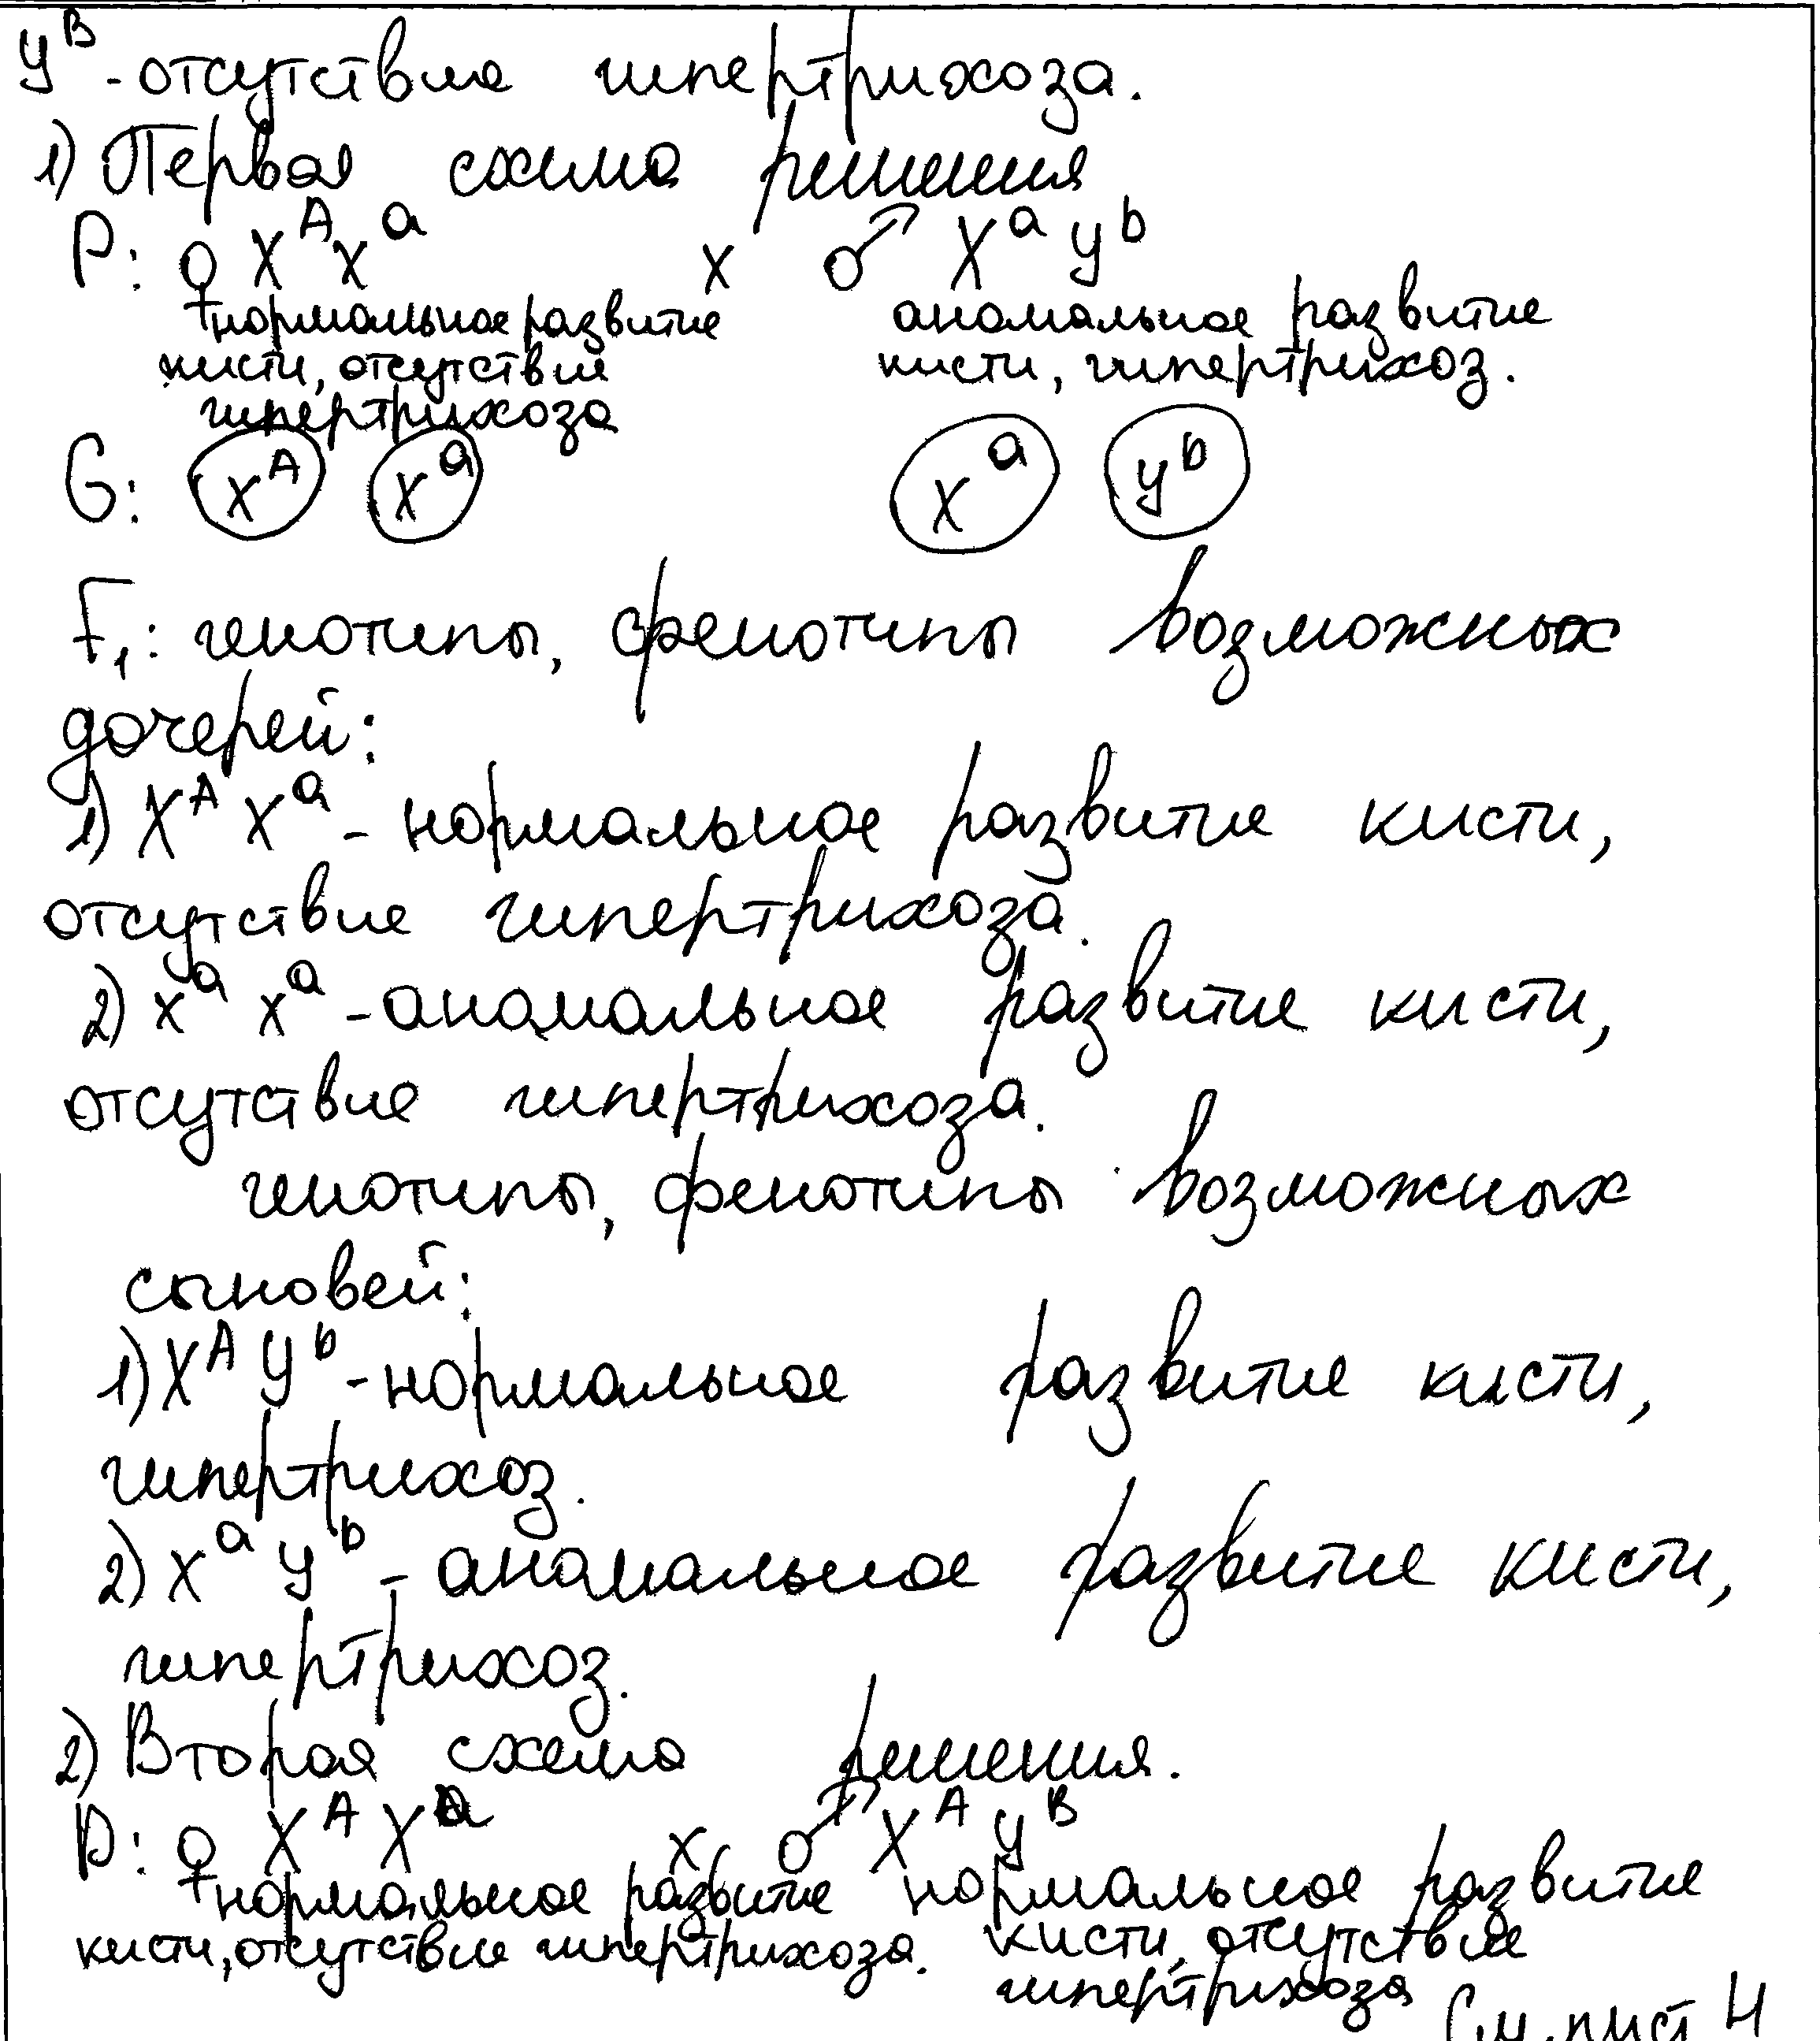 У^В - отсутствие гипертрихоза.
1) Первая схема решения
P: ♀ X^A X^a x ♂ X^a У^b
нормальное развитие аномальное развитие
кисти, отсутствие кисти, гипертрихоз.
гипертрихоза
G: X^A X^a X^a У^b
F₁: генотипы, фенотипы возможных
дочерей:
1) X^A X^a - нормальное развитие кисти,
отсутствие гипертрихоза.
2) X^a X^a - аномальное развитие кисти,
отсутствие гипертрихоза.
генотипы, фенотипы возможных
сыновей:
1) X^A У^b - нормальное развитие кисти,
гипертрихоз.
2) X^a У^b - аномальное развитие кисти,
гипертрихоз.
2) Вторая схема решения.
P: ♀ X^A X^a x ♂ X^A У^B
нормальное развитие нормальное развитие
кисти, отсутствие гипертрихоза. кисти, отсутствие
гипертрихоза
См. лист 4